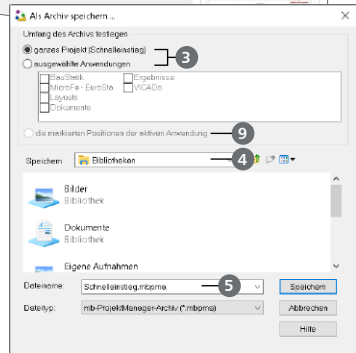 Als Archiv speichern ...
Umfang des Archivs festlegen
ganzes Projekt (Schnelleinstieg)
3
ausgewählte Anwendungen
BauStatik Ergebnisse
MicroFe - EuroSta ViCADo
Layouts
Dokumente
die markierten Positionen der aktiven Anwendung 9
Speichern Bibliotheken 4
Bilder
Bibliothek
Dokumente
Bibliothek
Eigene Aufnahmen
Dateiname: Schnelleinstieg.mbpma 5 Speichern
Dateityp: mb-ProjektManager-Archiv (*.mbpma) Abbrechen
Hilfe